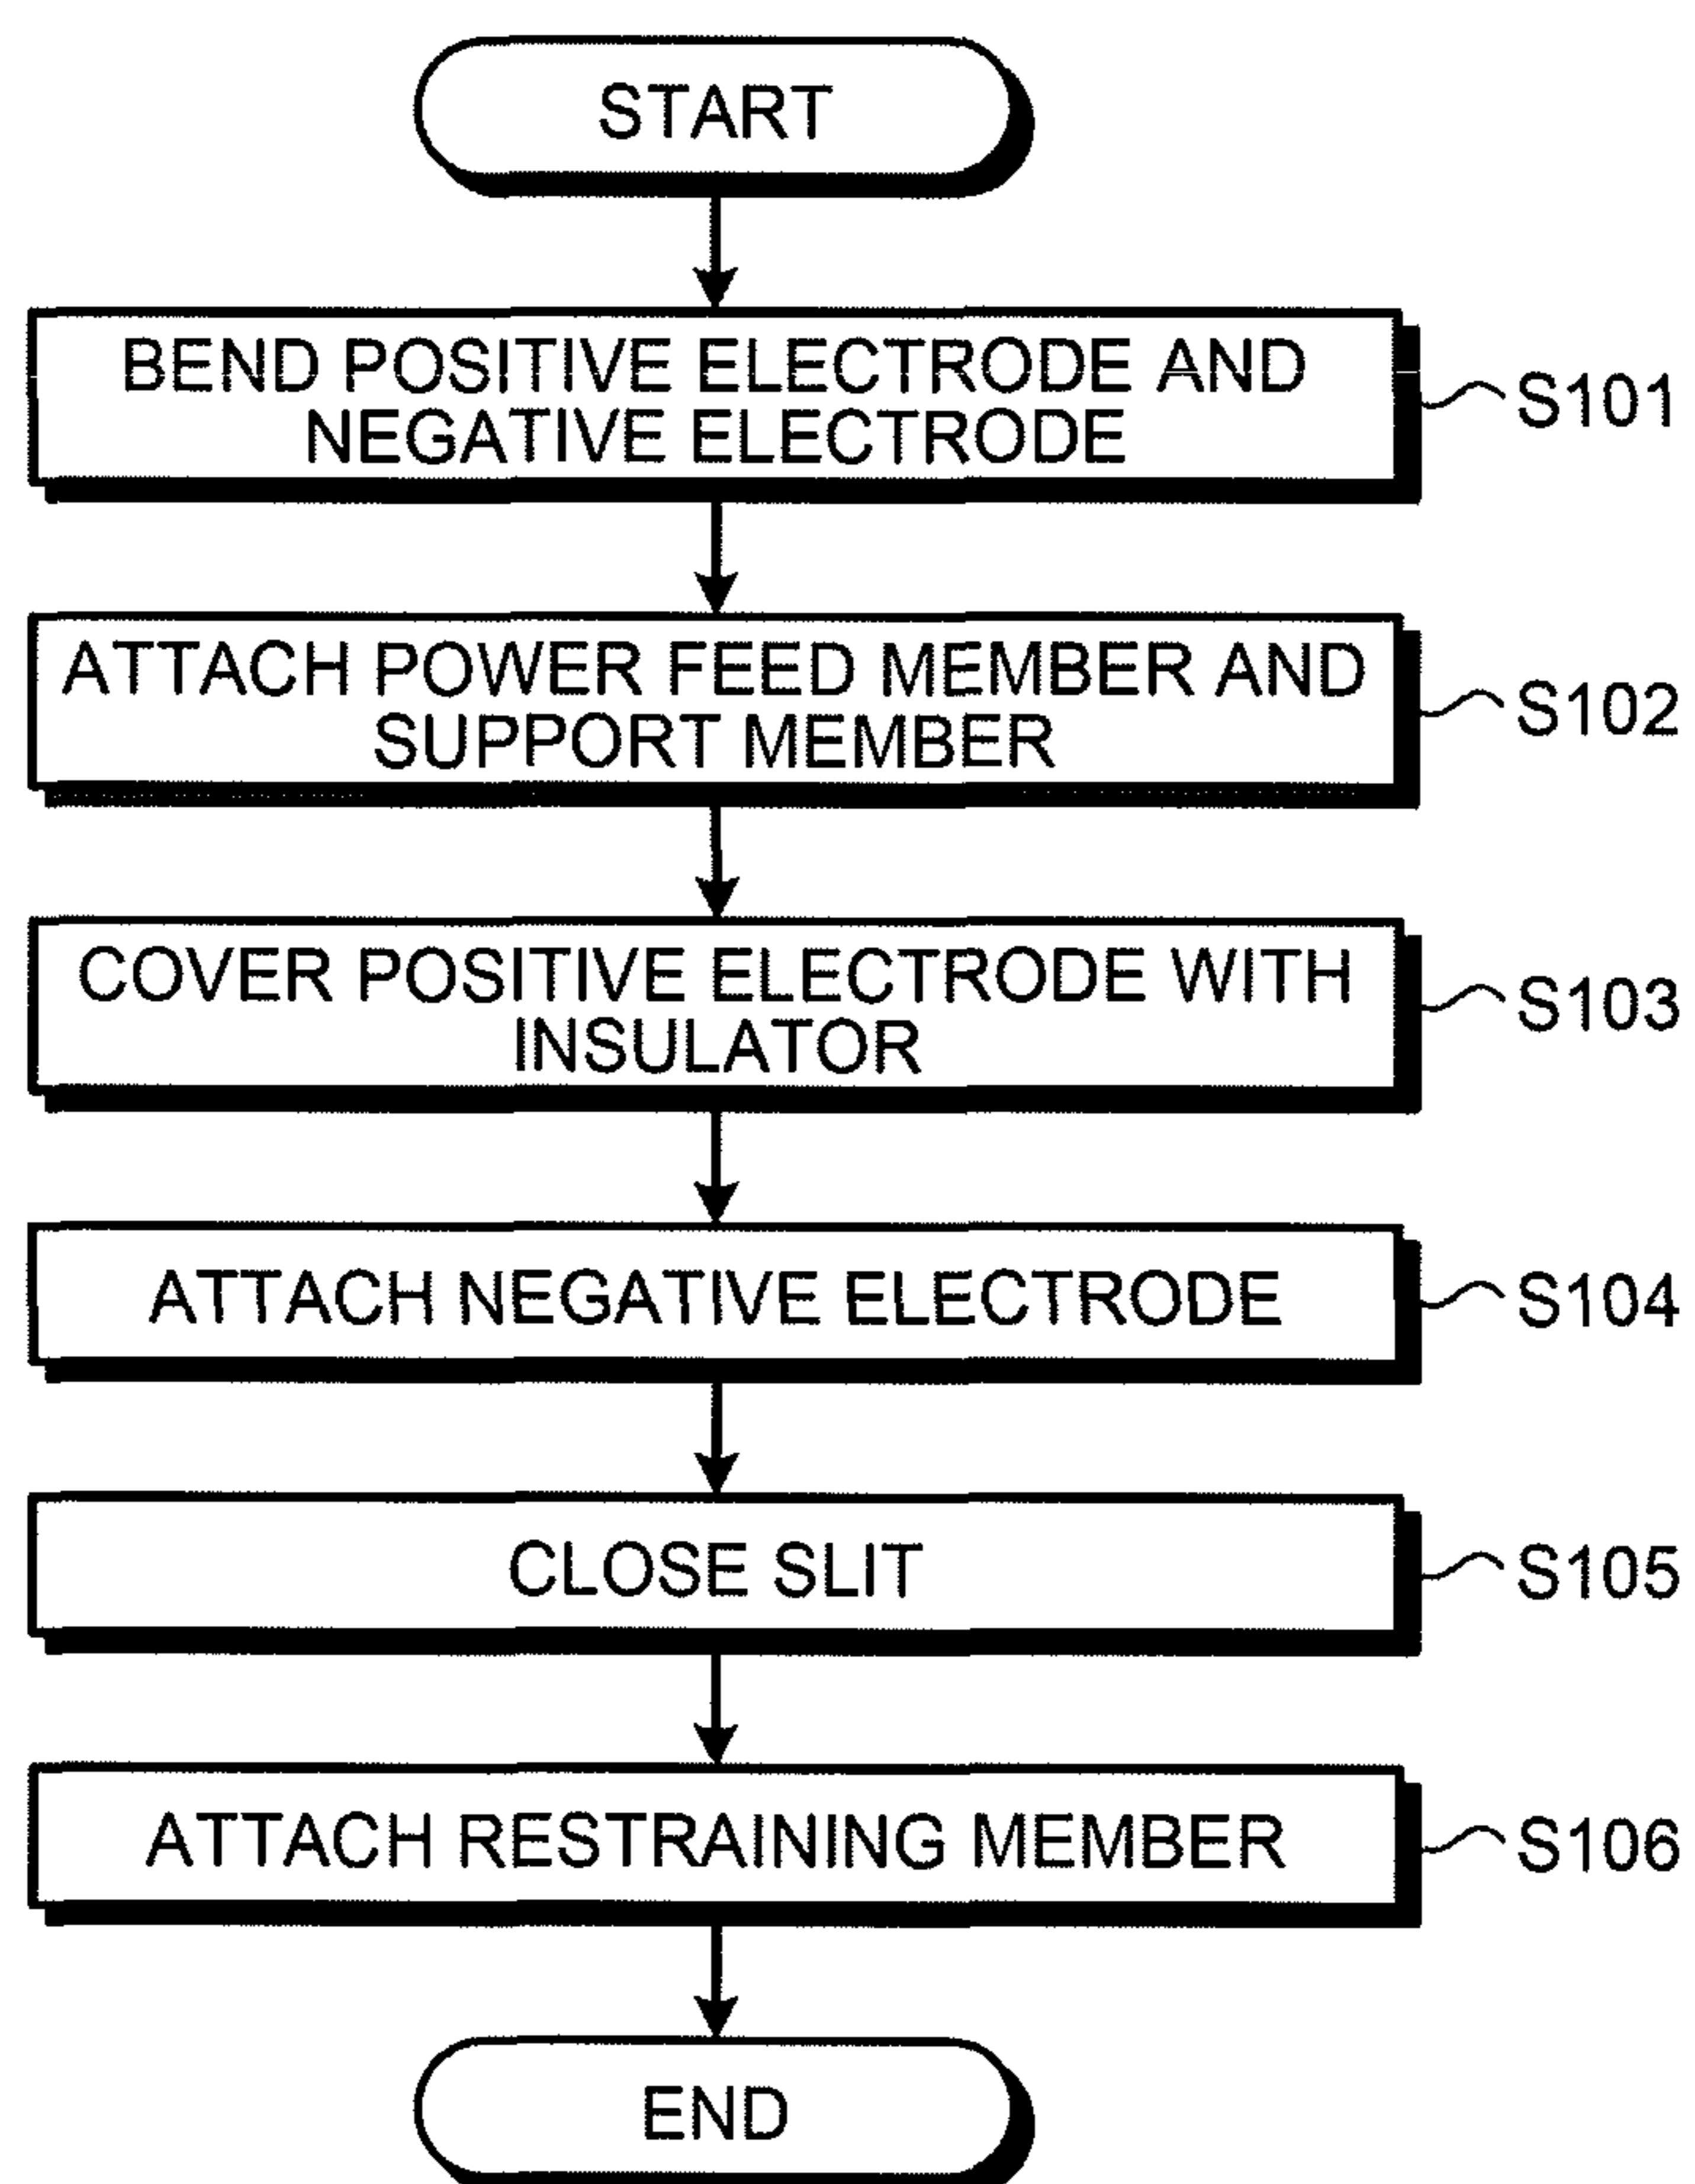 START
BEND POSITIVE ELECTRODE AND
NEGATIVE ELECTRODE
S101
ATTACH POWER FEED MEMBER AND
SUPPORT MEMBER
S102
COVER POSITIVE ELECTRODE WITH
INSULATOR
S103
ATTACH NEGATIVE ELECTRODE
S104
CLOSE SLIT
S105
ATTACH RESTRAINING MEMBER
S106
END